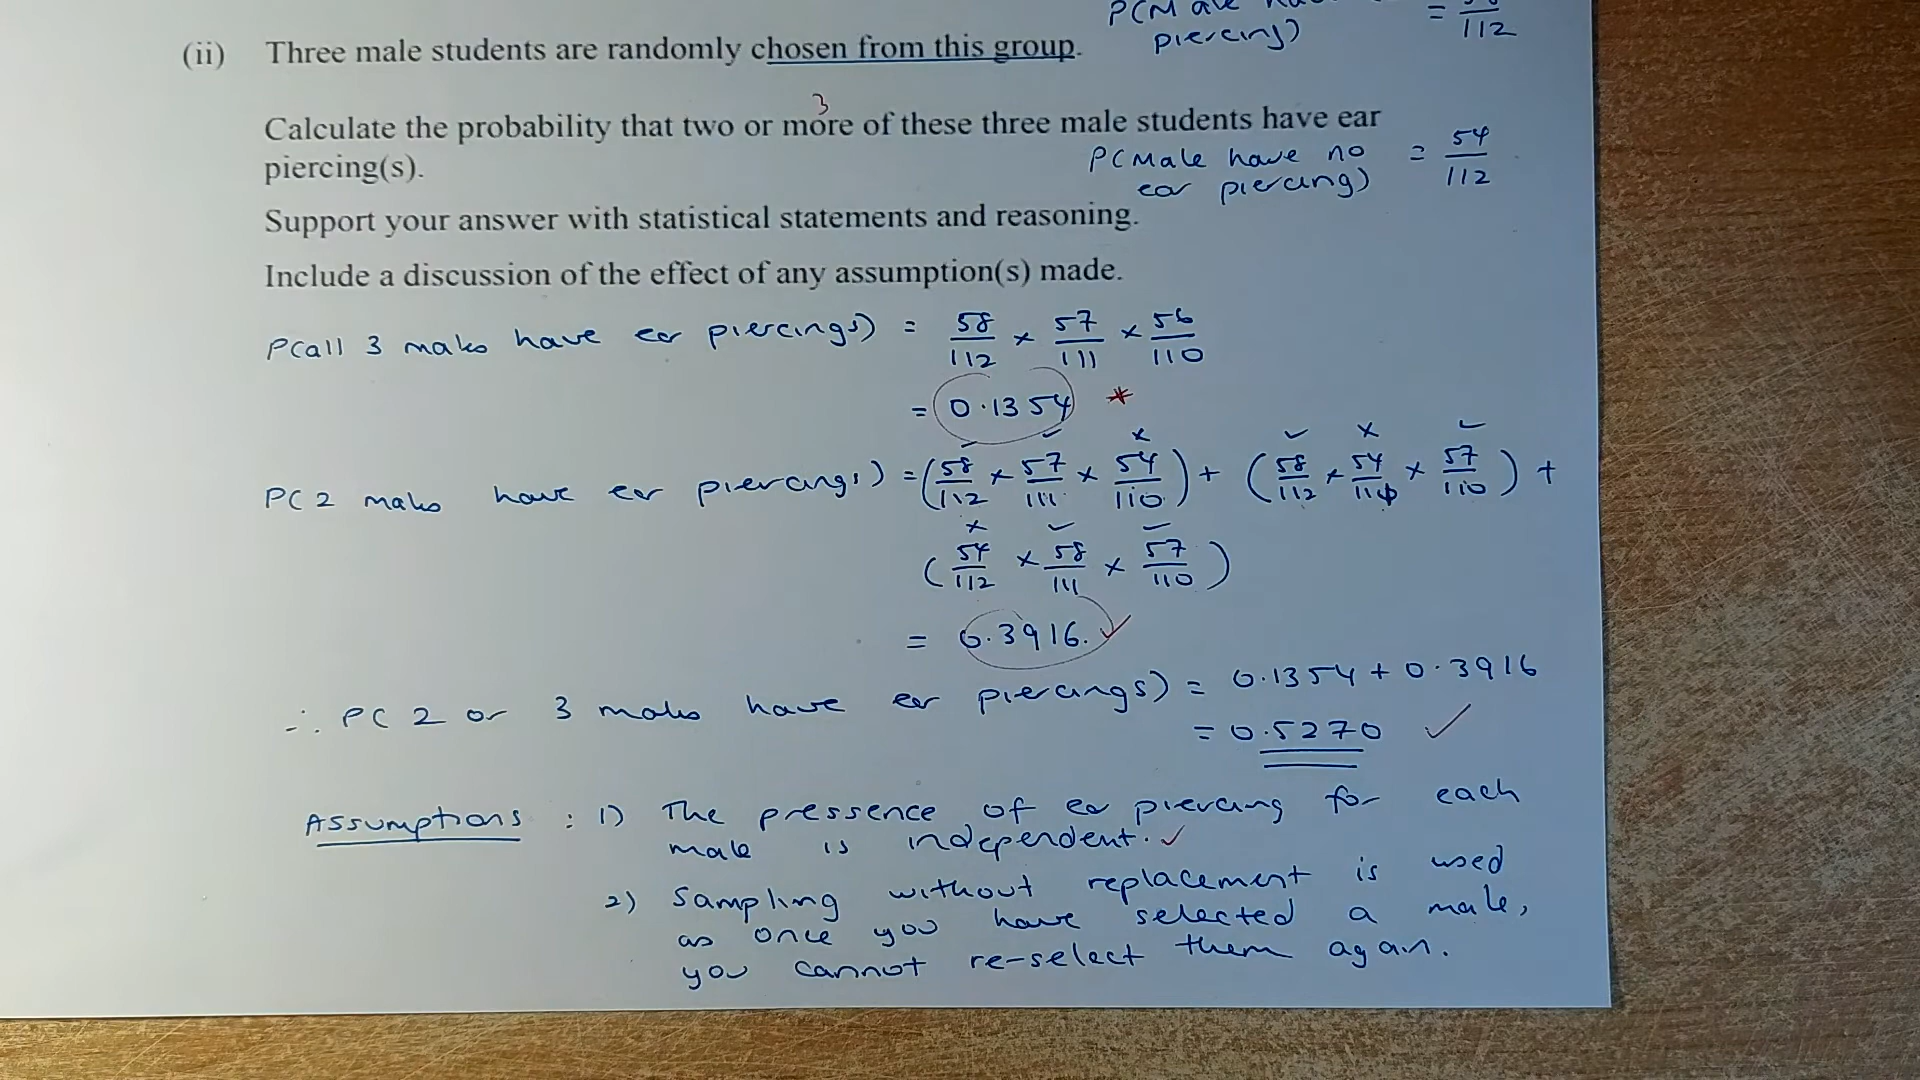 P(Male have
piercing) = /112
(ii) Three male students are randomly chosen from this group.
3
Calculate the probability that two or more of these three male students have ear
piercing(s).
P(Male have no = 54/112
ear piercing)
Support your answer with statistical statements and reasoning.
Include a discussion of the effect of any assumption(s) made.
P(all 3 males have ear piercings) = 58/112 × 57/111 × 56/110
= 0.1354 *
✓ ✓ × ✓ × ✓
P(2 males have ear piercings) = (58/112 × 57/111 × 54/110) + (58/112 × 54/111 × 57/110) +
× ✓ ✓
(54/112 × 58/111 × 57/110)
= 0.3916. ✓
∴ P(2 or 3 males have ear piercings) = 0.1354 + 0.3916
= 0.5270 ✓
Assumptions : 1) The pressence of ear piercing for each
male is independent. ✓
2) Sampling without replacement is used
as once you have selected a male,
you cannot re-select them again.